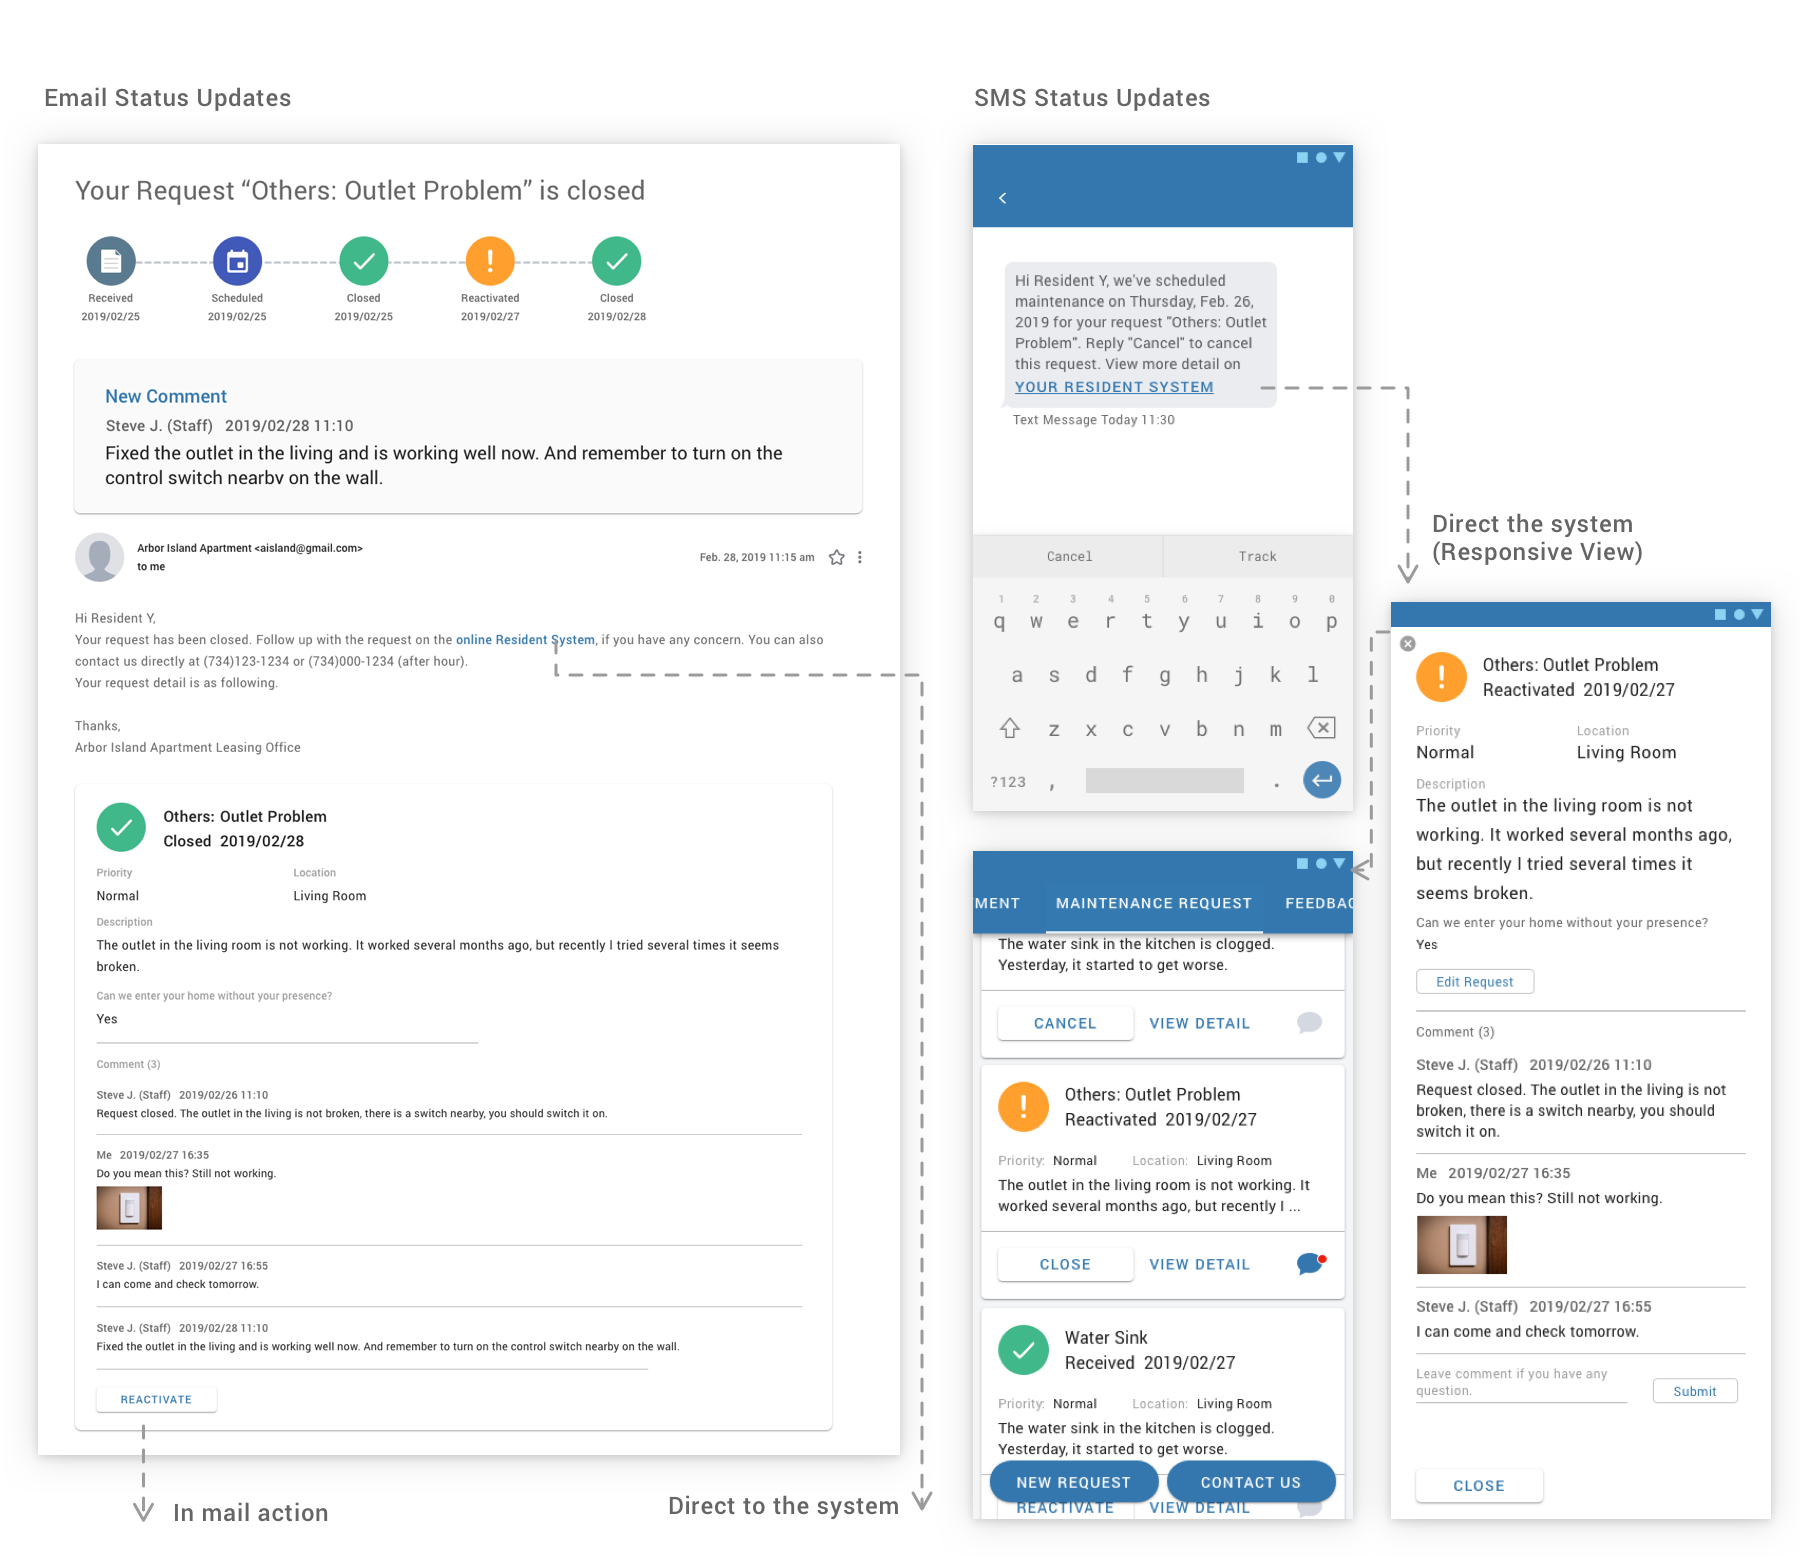 Email Status Updates
Your Request “Others: Outlet Problem” is closed
Received
2019/02/25
Scheduled
2019/02/25
Closed
2019/02/25
Reactivated
2019/02/27
Closed
2019/02/28
New Comment
Steve J. (Staff) 2019/02/28 11:10
Fixed the outlet in the living and is working well now. And remember to turn on the
control switch nearby on the wall.
Arbor Island Apartment <aisland@gmail.com>
to me
Feb. 28, 2019 11:15 am
Hi Resident Y,
Your request has been closed. Follow up with the request on the online Resident System, if you have any concern. You can also
contact us directly at (734)123-1234 or (734)000-1234 (after hour).
Your request detail is as following.
Thanks,
Arbor Island Apartment Leasing Office
Others: Outlet Problem
Closed 2019/02/28
Priority
Normal
Location
Living Room
Description
The outlet in the living room is not working. It worked several months ago, but recently I tried several times it seems
broken.
Can we enter your home without your presence?
Yes
Comment (3)
Steve J. (Staff) 2019/02/26 11:10
Request closed. The outlet in the living is not broken, there is a switch nearby, you should switch it on.
Me 2019/02/27 16:35
Do you mean this? Still not working.
Steve J. (Staff) 2019/02/27 16:55
I can come and check tomorrow.
Steve J. (Staff) 2019/02/28 11:10
Fixed the outlet in the living and is working well now. And remember to turn on the control switch nearby on the wall.
REACTIVATE
In mail action
Direct to the system
SMS Status Updates
<
Hi Resident Y, we've scheduled
maintenance on Thursday, Feb. 26,
2019 for your request "Others: Outlet
Problem". Reply "Cancel" to cancel
this request. View more detail on
YOUR RESIDENT SYSTEM
Text Message Today 11:30
Cancel
Track
1 2 3 4 5 6 7 8 9 0
q w e r t y u i o p
a s d f g h j k l
z x c v b n m
?123 , .
Direct the system
(Responsive View)
MENT
MAINTENANCE REQUEST
FEEDBAC
The water sink in the kitchen is clogged.
Yesterday, it started to get worse.
CANCEL
VIEW DETAIL
Others: Outlet Problem
Reactivated 2019/02/27
Priority: Normal
Location: Living Room
The outlet in the living room is not working. It
worked several months ago, but recently I ...
CLOSE
VIEW DETAIL
Water Sink
Received 2019/02/27
Priority: Normal
Location: Living Room
The water sink in the kitchen is clogged.
Yesterday, it started to get worse.
NEW REQUEST
CONTACT US
REACTIVATE
VIEW DETAIL
Others: Outlet Problem
Reactivated 2019/02/27
Priority
Normal
Location
Living Room
Description
The outlet in the living room is not
working. It worked several months ago,
but recently I tried several times it
seems broken.
Can we enter your home without your presence?
Yes
Edit Request
Comment (3)
Steve J. (Staff) 2019/02/26 11:10
Request closed. The outlet in the living is not
broken, there is a switch nearby, you should
switch it on.
Me 2019/02/27 16:35
Do you mean this? Still not working.
Steve J. (Staff) 2019/02/27 16:55
I can come and check tomorrow.
Leave comment if you have any
question.
Submit
CLOSE